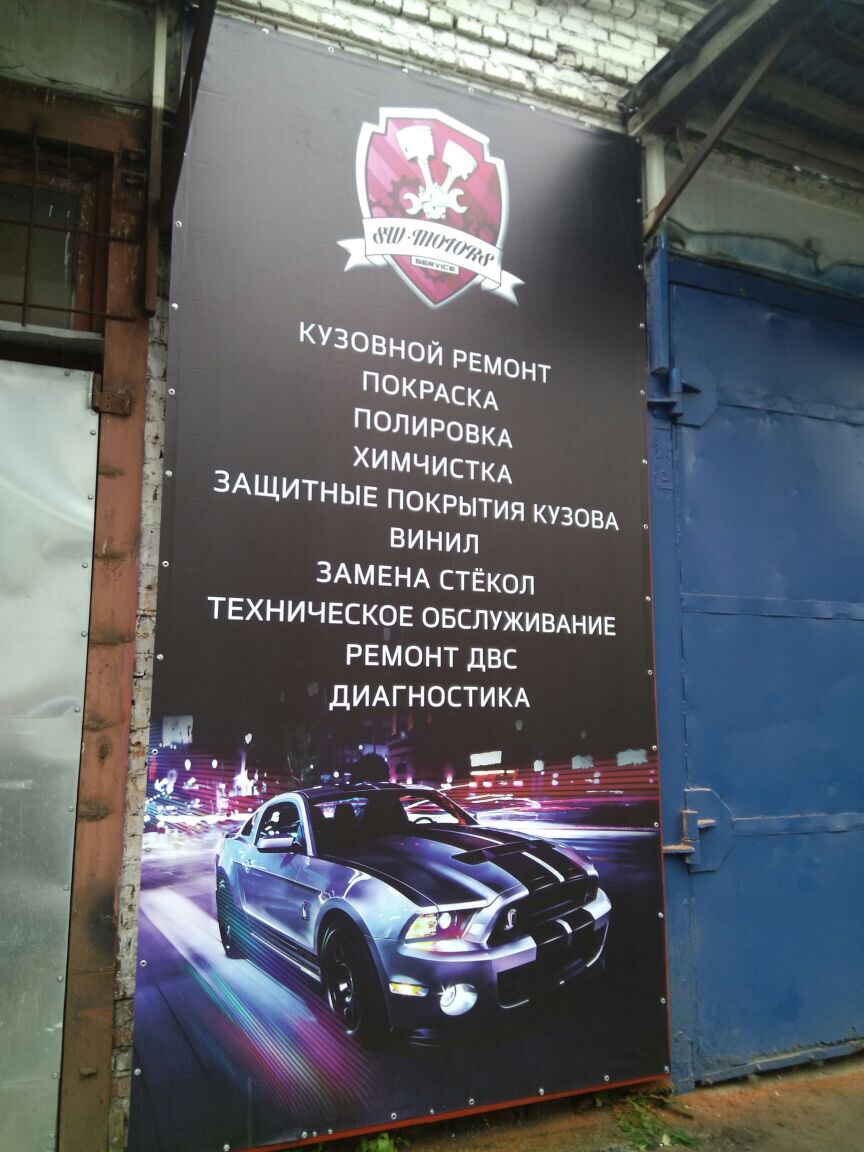 SW-MOTORS
SERVICE
КУЗОВНОЙ РЕМОНТ
ПОКРАСКА
ПОЛИРОВКА
ХИМЧИСТКА
ЗАЩИТНЫЕ ПОКРЫТИЯ КУЗОВА
ВИНИЛ
ЗАМЕНА СТЁКОЛ
ТЕХНИЧЕСКОЕ ОБСЛУЖИВАНИЕ
РЕМОНТ ДВС
ДИАГНОСТИКА